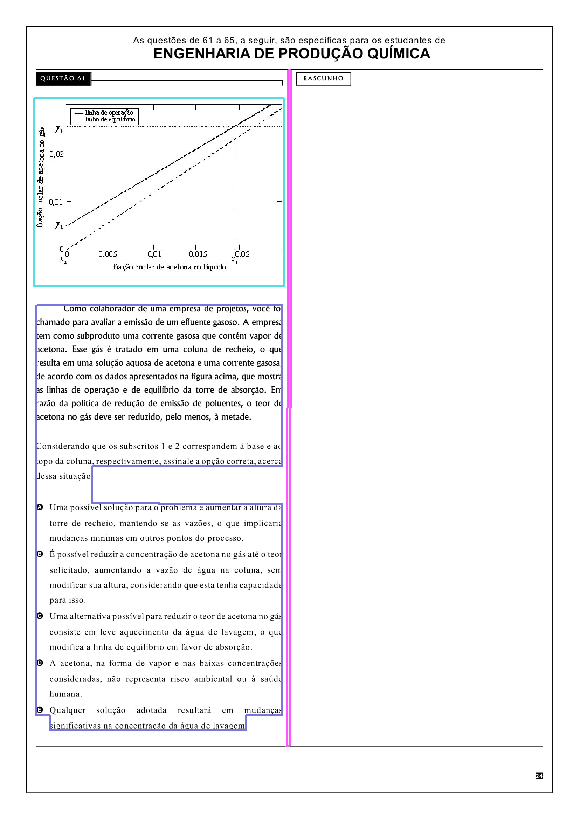 As questões de 61 a 65, a seguir, são específicas para os estudantes de
ENGENHARIA DE PRODUÇÃO QUÍMICA
QUESTÃO 61
RASCUNHO
linha de operação
linha de equilíbrio
fração molar de acetona no gás
y1
0,02
0,01
y2
0
0
x2
0,005
0,01
0,015
x1
fração molar de acetona no líquido
Como colaborador de uma empresa de projetos, você foi
chamado para avaliar a emissão de um efluente gasoso. A empresa
tem como subproduto uma corrente gasosa que contém vapor de
acetona. Esse gás é tratado em uma coluna de recheio, o que
resulta em uma solução aquosa de acetona e uma corrente gasosa,
de acordo com os dados apresentados na figura acima, que mostra
as linhas de operação e de equilíbrio da torre de absorção. Em
razão da política de redução de emissão de poluentes, o teor de
acetona no gás deve ser reduzido, pelo menos, à metade.
Considerando que os subscritos 1 e 2 correspondem à base e ao
topo da coluna, respectivamente, assinale a opção correta, acerca
dessa situação.
A Uma possível solução para o problema é aumentar a altura da
torre de recheio, mantendo-se as vazões, o que implicaria
mudanças mínimas em outros pontos do processo.
B É possível reduzir a concentração de acetona no gás até o teor
solicitado, aumentando a vazão de água na coluna, sem
modificar sua altura, considerando que esta tenha capacidade
para isso.
C Uma alternativa possível para reduzir o teor de acetona no gás
consiste em leve aquecimento da água de lavagem, o que
modifica a linha de equilíbrio em favor de absorção.
D A acetona, na forma de vapor e nas baixas concentrações
consideradas, não representa risco ambiental ou à saúde
humana.
E Qualquer solução adotada resultará em mudanças
significativas na concentração da água de lavagem.